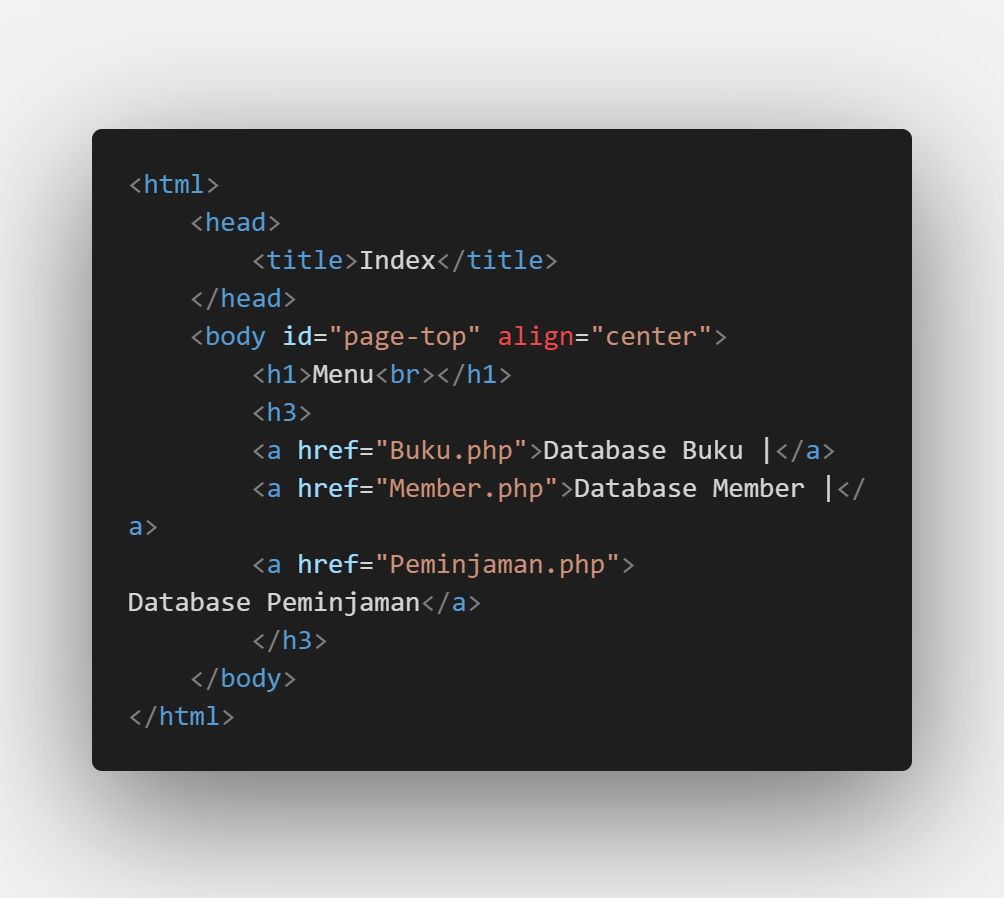 <html>
    <head>
        <title>Index</title>
    </head>
    <body id="page-top" align="center">
        <h1>Menu<br></h1>
        <h3>
        <a href="Buku.php">Database Buku |</a>
        <a href="Member.php">Database Member |</
a>
        <a href="Peminjaman.php">
Database Peminjaman</a>
        </h3>
    </body>
</html>